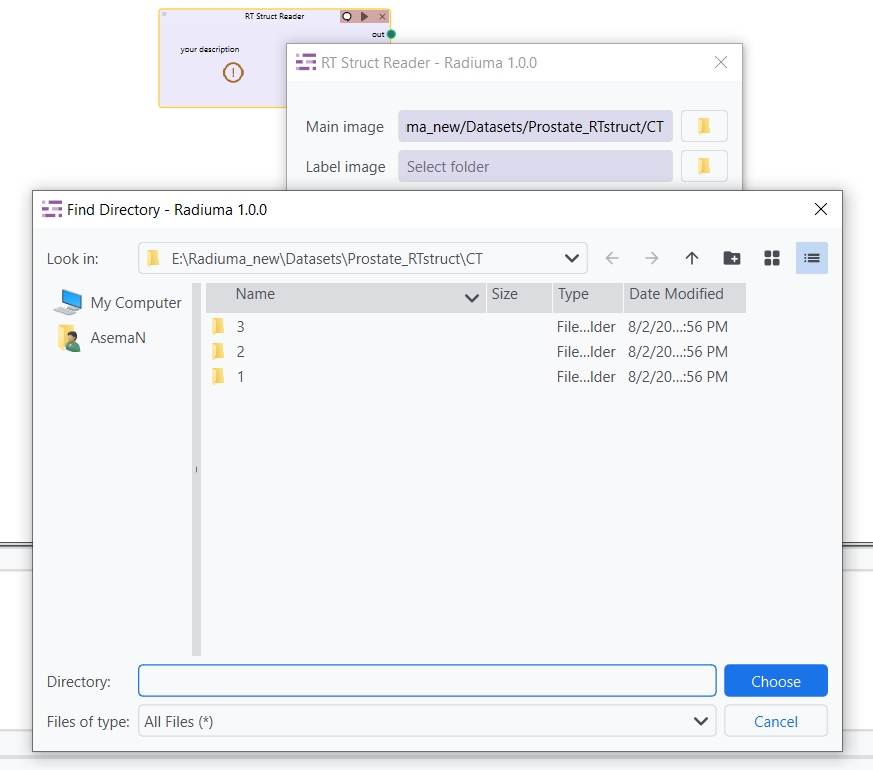 RT Struct Reader
out
your description
RT Struct Reader - Radiuma 1.0.0
Main image ma_new/Datasets/Prostate_RTstruct/CT
Label image Select folder
Find Directory - Radiuma 1.0.0
Look in: E:\Radiuma_new\Datasets\Prostate_RTstruct\CT
My Computer
AsemaN
Name Size Type Date Modified
3 File...lder 8/2/20...:56 PM
2 File...lder 8/2/20...:56 PM
1 File...lder 8/2/20...:56 PM
Directory: Choose
Files of type: All Files (*) Cancel